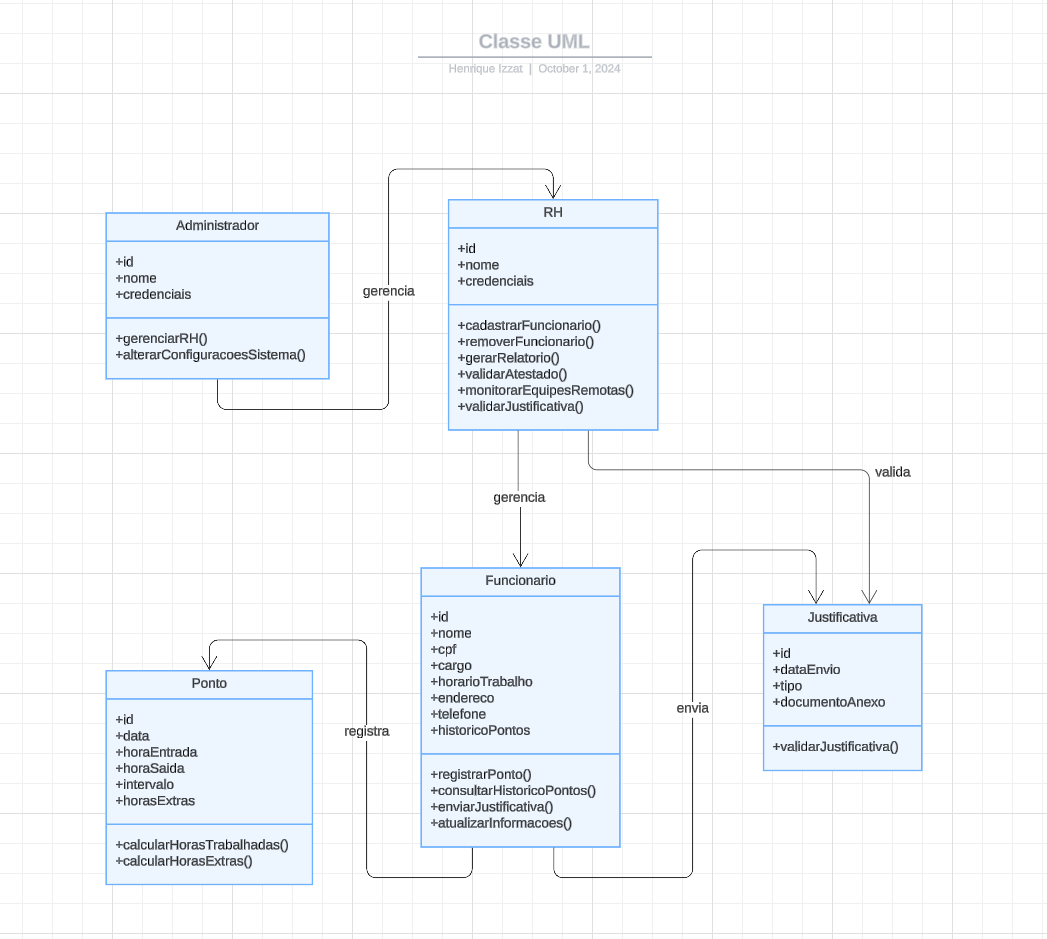 Classe UML
Henrique Izzat | October 1, 2024
Administrador
+id
+nome
+credenciais
+gerenciarRH()
+alterarConfiguracoesSistema()
gerencia
RH
+id
+nome
+credenciais
+cadastrarFuncionario()
+removerFuncionario()
+gerarRelatorio()
+validarAtestado()
+monitorarEquipesRemotas()
+validarJustificativa()
gerencia
valida
Funcionario
+id
+nome
+cpf
+cargo
+horarioTrabalho
+endereco
+telefone
+historicoPontos
+registrarPonto()
+consultarHistoricoPontos()
+enviarJustificativa()
+atualizarInformacoes()
Justificativa
+id
+dataEnvio
+tipo
+documentoAnexo
+validarJustificativa()
envia
registra
Ponto
+id
+data
+horaEntrada
+horaSaida
+intervalo
+horasExtras
+calcularHorasTrabalhadas()
+calcularHorasExtras()